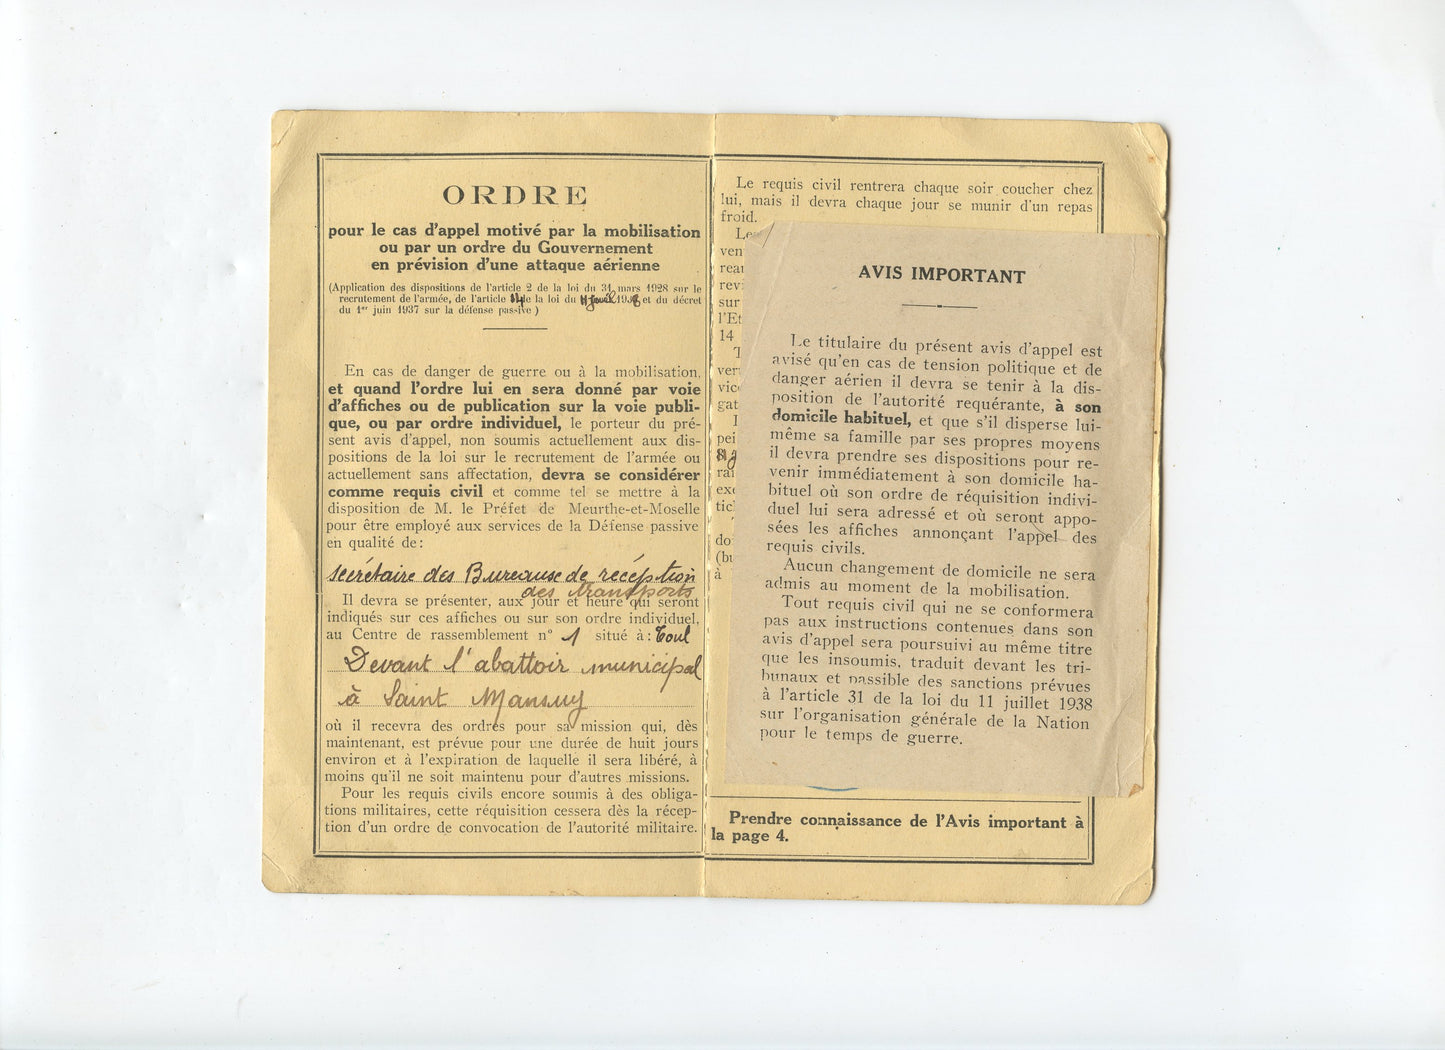 ORDRE
pour le cas d'appel motivé par la mobilisation
ou par un ordre du Gouvernement
en prévision d'une attaque aérienne
(Application des dispositions de l'article 2 de la loi du 31 mars 1928 sur le
recrutement de l'armée, de l'article 14 de la loi du 11 Juillet 1938 et du décret
du 1er juin 1937 sur la défense passive)
En cas de danger de guerre ou à la mobilisation,
et quand l'ordre lui en sera donné par voie
d'affiches ou de publication sur la voie publi-
que, ou par ordre individuel, le porteur du pré-
sent avis d'appel, non soumis actuellement aux dis-
positions de la loi sur le recrutement de l'armée ou
actuellement sans affectation, devra se considérer
comme requis civil et comme tel se mettre à la
disposition de M. le Préfet de Meurthe-et-Moselle
pour être employé aux services de la Défense passive
en qualité de :
secrétaire des Bureaux de recéption
des transports
Il devra se présenter, aux jour et heure qui seront
indiqués sur ces affiches ou sur son ordre individuel,
au Centre de rassemblement n° 1 situé à : Toul
Devant l'abattoir municipal
à Saint Mansuy
où il recevra des ordres pour sa mission qui, dès
maintenant, est prévue pour une durée de huit jours
environ et à l'expiration de laquelle il sera libéré, à
moins qu'il ne soit maintenu pour d'autres missions.
Pour les requis civils encore soumis à des obliga-
tions militaires, cette réquisition cessera dès la récep-
tion d'un ordre de convocation de l'autorité militaire.
Le requis civil rentrera chaque soir coucher chez
lui, mais il devra chaque jour se munir d'un repas
froid.
Le
ven
rea
revi
sur
l'Et
14
T
ver
vic
gat
pei
rai
exé
tic
do
(bu
à
AVIS IMPORTANT
Le titulaire du présent avis d'appel est
avisé qu'en cas de tension politique et de
danger aérien il devra se tenir à la dis-
position de l'autorité requérante, à son
domicile habituel, et que s'il disperse lui-
même sa famille par ses propres moyens
il devra prendre ses dispositions pour re-
venir immédiatement à son domicile ha-
bituel où son ordre de réquisition indivi-
duel lui sera adressé et où seront appo-
sées les affiches annonçant l'appel des
requis civils.
Aucun changement de domicile ne sera
admis au moment de la mobilisation.
Tout requis civil qui ne se conformera
pas aux instructions contenues dans son
avis d'appel sera poursuivi au même titre
que les insoumis, traduit devant les tri-
bunaux et passible des sanctions prévues
à l'article 31 de la loi du 11 juillet 1938
sur l'organisation générale de la Nation
pour le temps de guerre.
Prendre connaissance de l'Avis important à
la page 4.